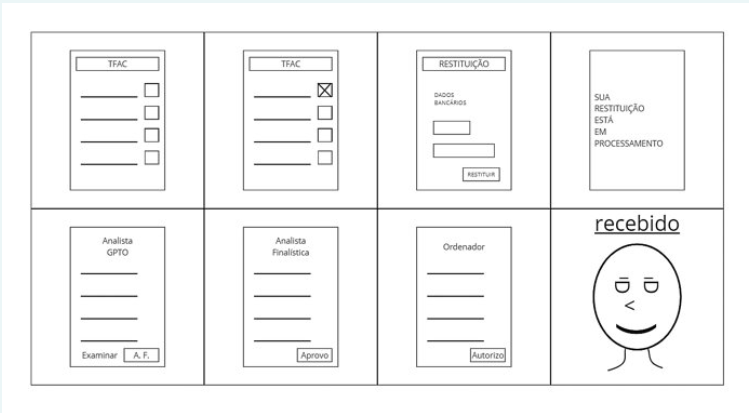 TFAC
TFAC
RESTITUIÇÃO
DADOS
BANCÁRIOS
RESTITUIR
SUA
RESTITUIÇÃO
ESTÁ
EM
PROCESSAMENTO
Analista
GPTO
Examinar A. F.
Analista
Finalística
Aprovo
Ordenador
Autorizo
recebido